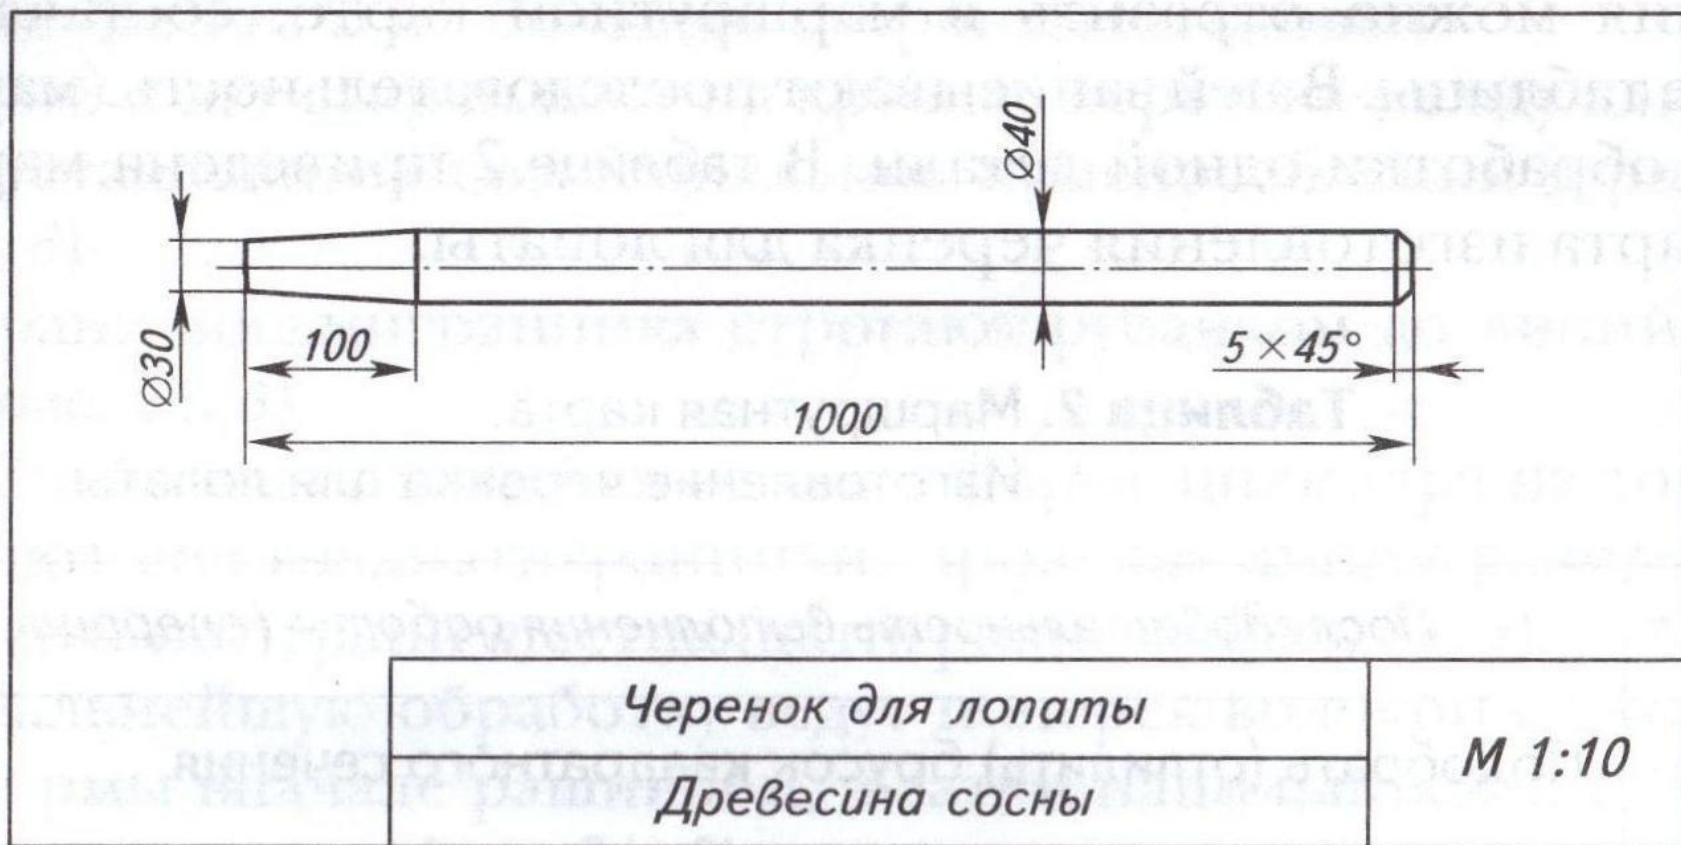 Ø40
Ø30
100
5×45°
1000
Черенок для лопаты
М 1:10
Древесина сосны